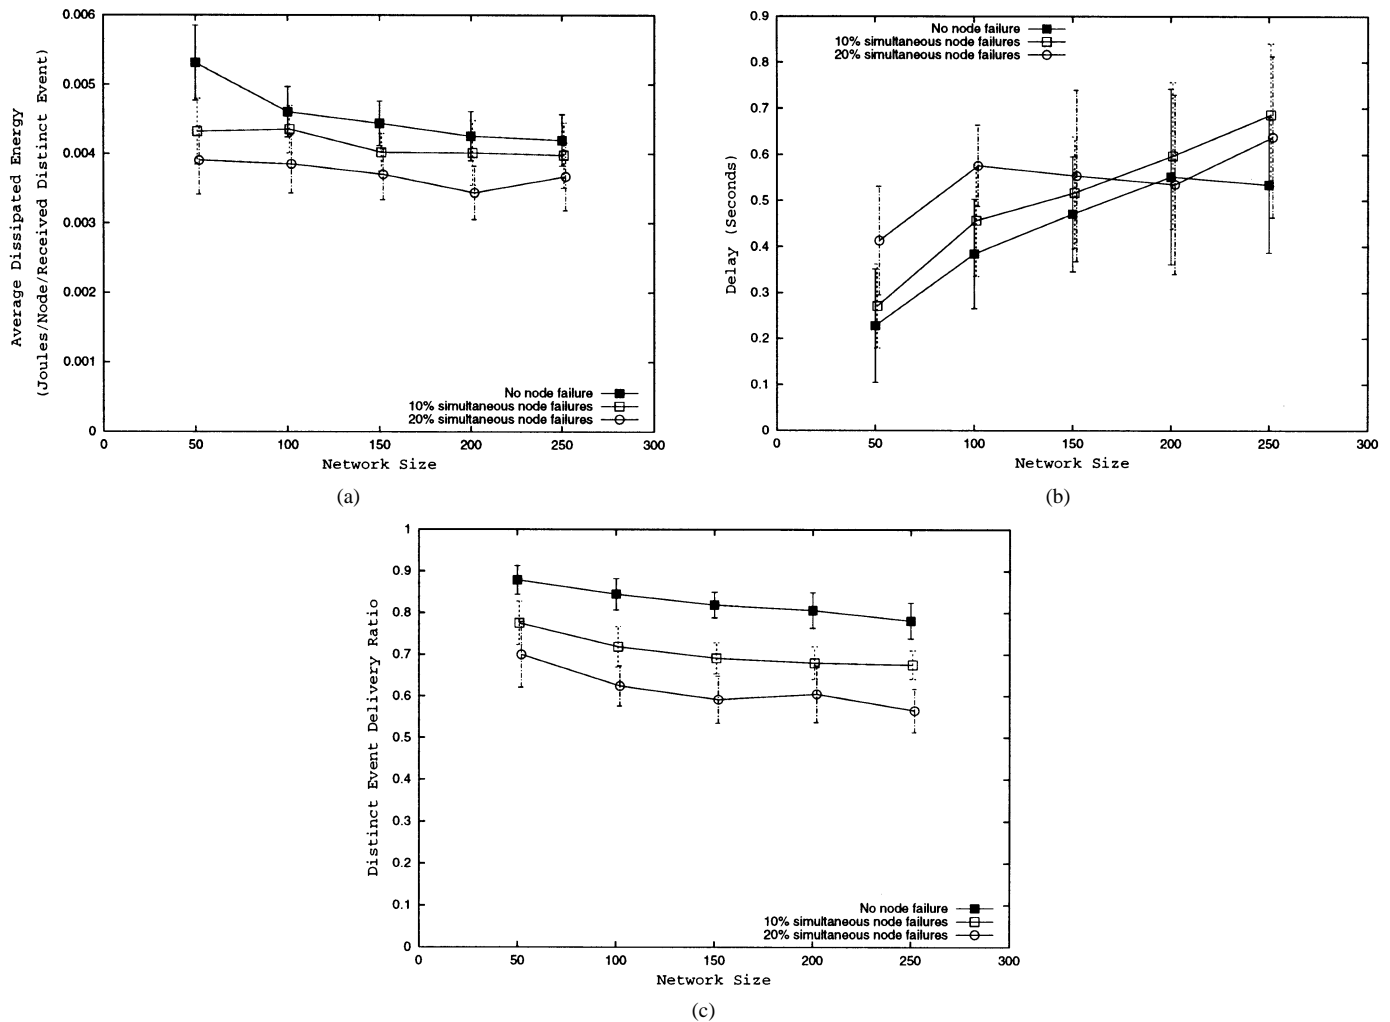 0.006
0.005
0.004
0.003
0.002
0.001
0
0 50 100 150 200 250 300
Average Dissipated Energy
(Joules/Node/Received Distinct Event)
No node failure
10% simultaneous node failures
20% simultaneous node failures
Network Size
(a)
0.9
0.8
0.7
0.6
0.5
0.4
0.3
0.2
0.1
0
0 50 100 150 200 250 300
Delay (Seconds)
No node failure
10% simultaneous node failures
20% simultaneous node failures
Network Size
(b)
1
0.9
0.8
0.7
0.6
0.5
0.4
0.3
0.2
0.1
0
0 50 100 150 200 250 300
Distinct Event Delivery Ratio
No node failure
10% simultaneous node failures
20% simultaneous node failures
Network Size
(c)